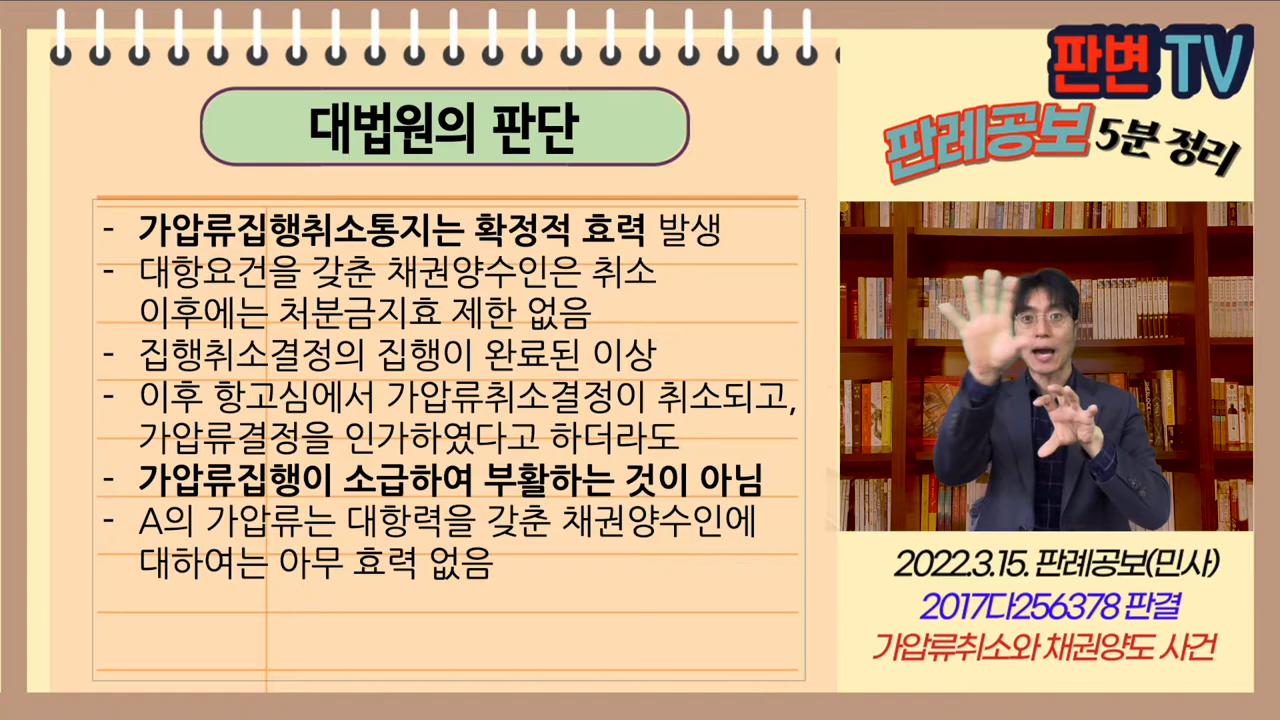 대법원의 판단
- 가압류집행취소통지는 확정적 효력 발생
- 대항요건을 갖춘 채권양수인은 취소
이후에는 처분금지효 제한 없음
- 집행취소결정의 집행이 완료된 이상
- 이후 항고심에서 가압류취소결정이 취소되고,
가압류결정을 인가하였다고 하더라도
- 가압류집행이 소급하여 부활하는 것이 아님
- A의 가압류는 대항력을 갖춘 채권양수인에
대하여는 아무 효력 없음
판변 TV
판례공보 5분 정리
2022.3.15. 판례공보(민사)
2017다256378 판결
가압류취소와 채권양도 사건